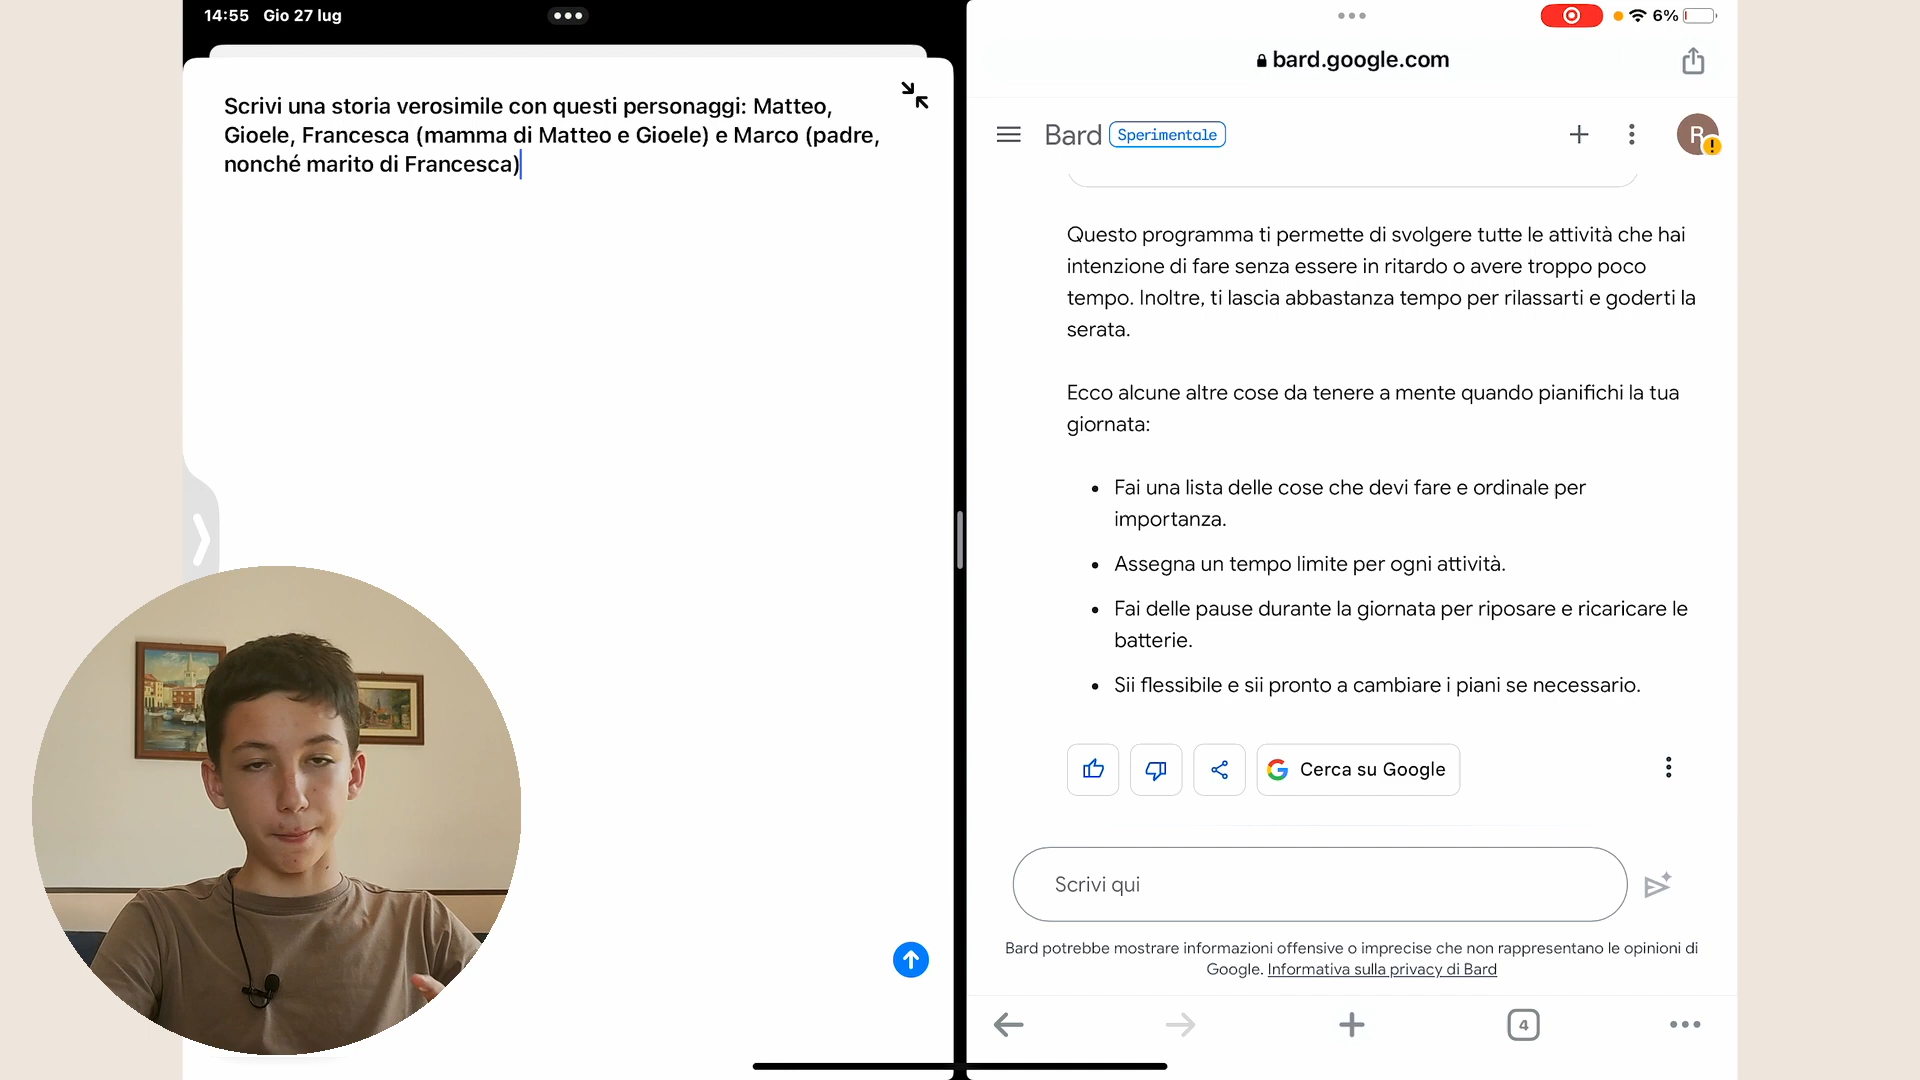 14:55 Gio 27 lug
Scrivi una storia verosimile con questi personaggi: Matteo,
Gioele, Francesca (mamma di Matteo e Gioele) e Marco (padre,
nonché marito di Francesca)
6%
bard.google.com
Bard Sperimentale
R
Questo programma ti permette di svolgere tutte le attività che hai
intenzione di fare senza essere in ritardo o avere troppo poco
tempo. Inoltre, ti lascia abbastanza tempo per rilassarti e goderti la
serata.
Ecco alcune altre cose da tenere a mente quando pianifichi la tua
giornata:
• Fai una lista delle cose che devi fare e ordinale per
importanza.
• Assegna un tempo limite per ogni attività.
• Fai delle pause durante la giornata per riposare e ricaricare le
batterie.
• Sii flessibile e sii pronto a cambiare i piani se necessario.
Cerca su Google
Scrivi qui
Bard potrebbe mostrare informazioni offensive o imprecise che non rappresentano le opinioni di
Google. Informativa sulla privacy di Bard
4